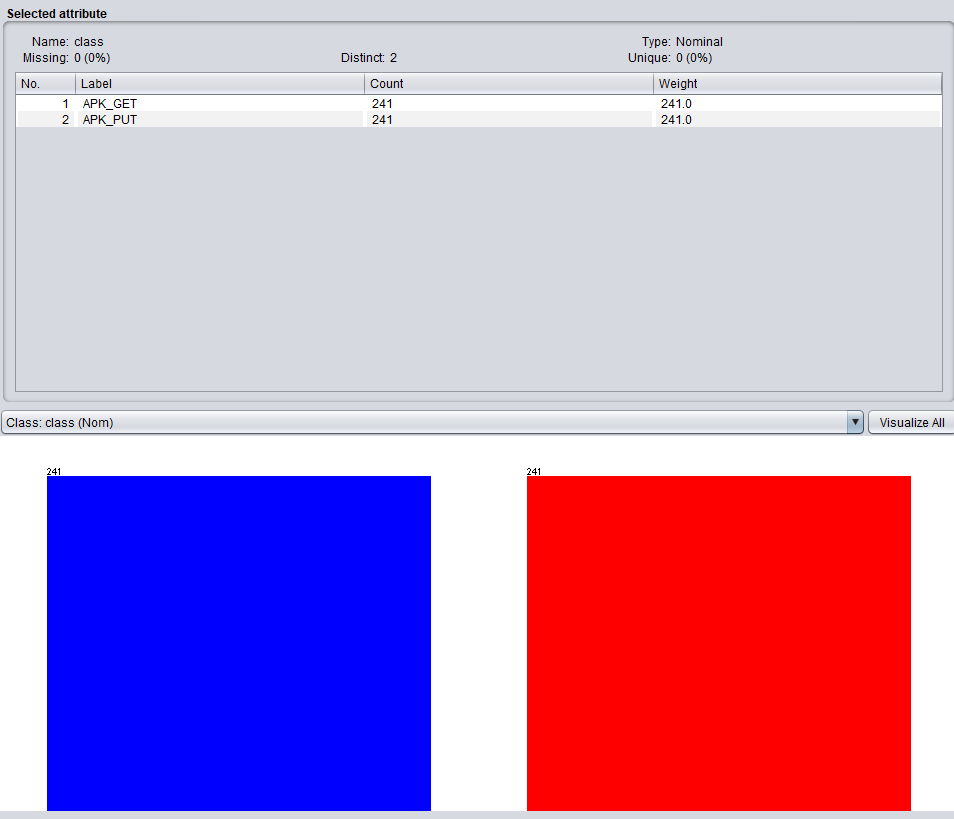 Selected attribute
Name: class Type: Nominal
Missing: 0 (0%) Distinct: 2 Unique: 0 (0%)
No. Label Count Weight
1 APK_GET 241 241.0
2 APK_PUT 241 241.0
Class: class (Nom) Visualize All
241 241